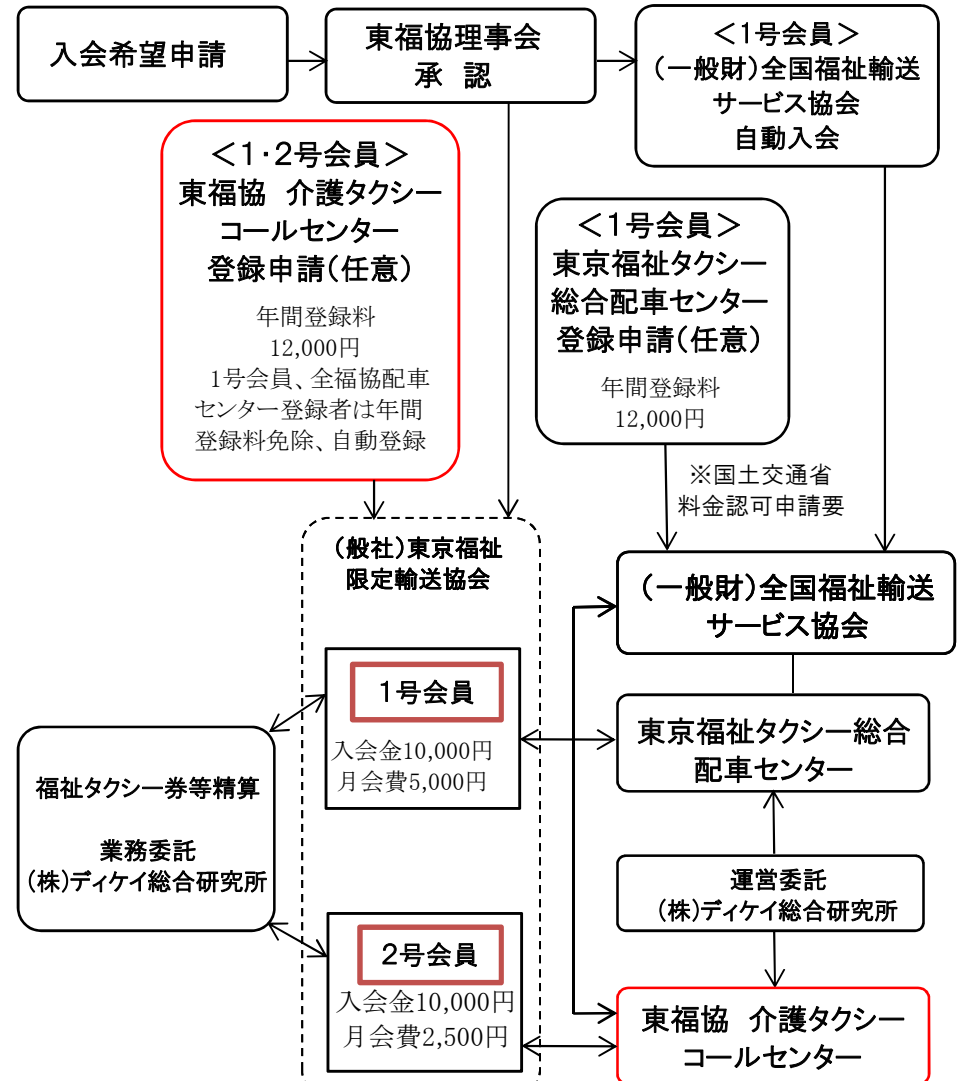 入会希望申請
東福協理事会
承　認
＜1号会員＞
（一般財）全国福祉輸送
サービス協会
自動入会
＜1・2号会員＞
東福協　介護タクシー
コールセンター
登録申請（任意）
年間登録料
12,000円
1号会員、全福協配車
センター登録者は年間
登録料免除、自動登録
＜1号会員＞
東京福祉タクシー
総合配車センター
登録申請（任意）
年間登録料
12,000円
※国土交通省
料金認可申請要
（般社）東京福祉
限定輸送協会
（一般財）全国福祉輸送
サービス協会
1号会員
入会金10,000円
月会費5,000円
東京福祉タクシー総合
配車センター
福祉タクシー券等精算
業務委託
（株）ディケイ総合研究所
運営委託
（株）ディケイ総合研究所
2号会員
入会金10,000円
月会費2,500円
東福協　介護タクシー
コールセンター